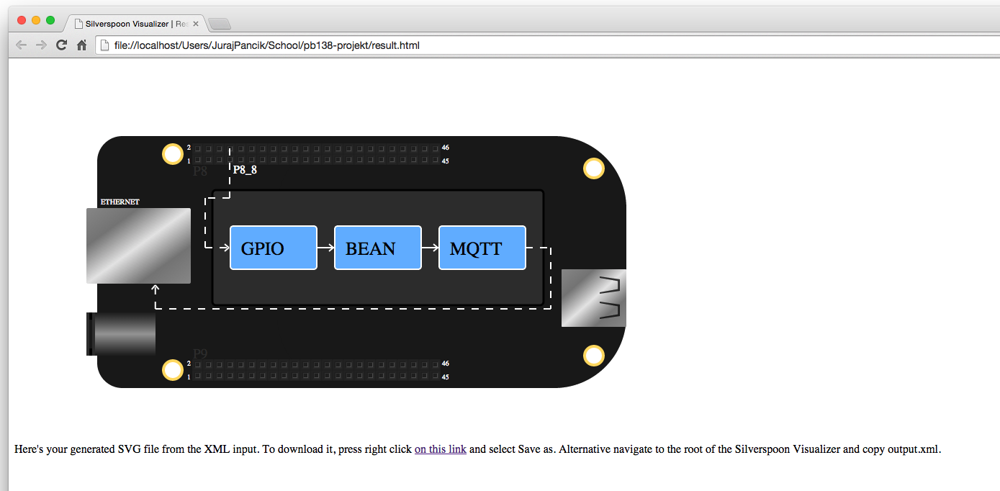 Silverspoon Visualizer | Re
file://localhost/Users/JurajPancik/School/pb138-projekt/result.html
2 46
1 45
P8 P8_8
ETHERNET
GPIO BEAN MQTT
P9
2 46
1 45
Here's your generated SVG file from the XML input. To download it, press right click on this link and select Save as. Alternative navigate to the root of the Silverspoon Visualizer and copy output.xml.